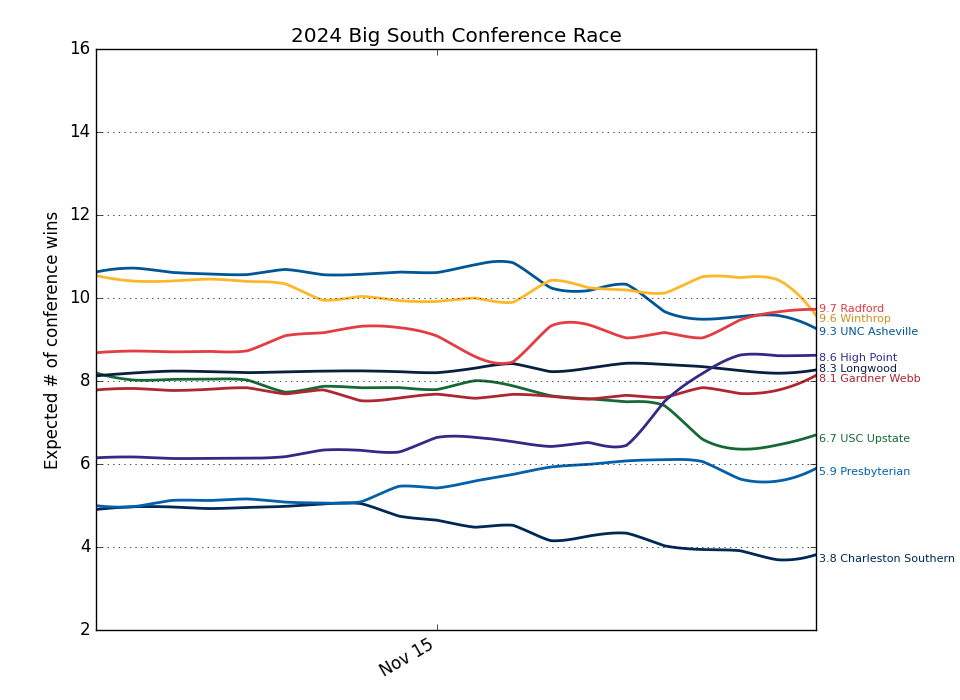 2024 Big South Conference Race
Expected # of conference wins
16
14
12
10
8
6
4
2
Nov 15
9.7 Radford
9.6 Winthrop
9.3 UNC Asheville
8.6 High Point
8.3 Longwood
8.1 Gardner Webb
6.7 USC Upstate
5.9 Presbyterian
3.8 Charleston Southern